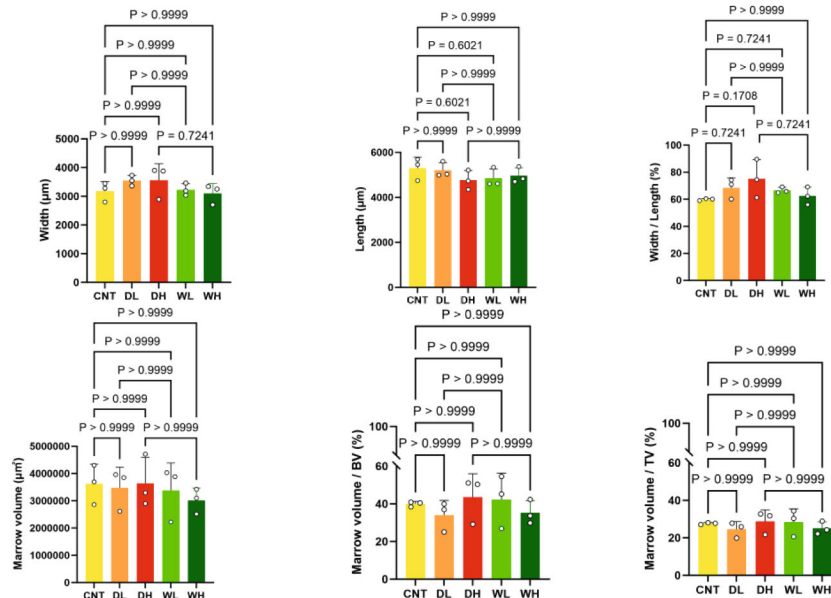 P > 0.9999
P > 0.9999
P > 0.9999
P > 0.9999
P > 0.9999
P = 0.7241
5000
4000
3000
2000
1000
0
Width (µm)
CNT DL DH WL WH
P > 0.9999
P = 0.6021
P > 0.9999
P = 0.6021
P > 0.9999
P > 0.9999
6000
4000
2000
0
Length (µm)
CNT DL DH WL WH
P > 0.9999
P = 0.7241
P > 0.9999
P = 0.1708
P = 0.7241
P = 0.7241
100
80
60
40
20
0
Width / Length (%)
CNT DL DH WL WH
P > 0.9999
P > 0.9999
P > 0.9999
P > 0.9999
P > 0.9999
P > 0.9999
5000000
4000000
3000000
2000000
1000000
0
Marrow volume (µm³)
CNT DL DH WL WH
P > 0.9999
P > 0.9999
P > 0.9999
P > 0.9999
P > 0.9999
P > 0.9999
100
60
40
20
0
Marrow volume / BV (%)
CNT DL DH WL WH
P > 0.9999
P > 0.9999
P > 0.9999
P > 0.9999
P > 0.9999
P > 0.9999
100
60
40
20
0
Marrow volume / TV (%)
CNT DL DH WL WH